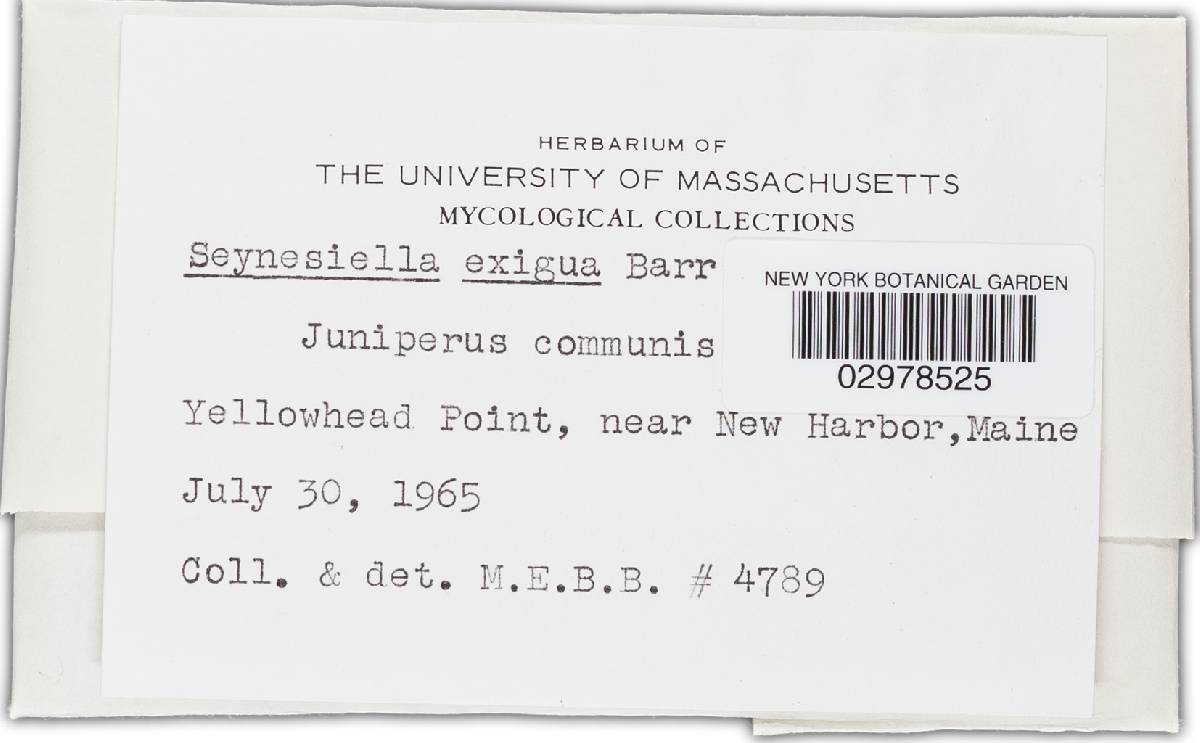 HERBARIUM OF
THE UNIVERSITY OF MASSACHUSETTS
MYCOLOGICAL COLLECTIONS
Seynesiella exigua Barr
NEW YORK BOTANICAL GARDEN
02978525
Juniperus communis
Yellowhead Point, near New Harbor,Maine
July 30, 1965
Coll. & det. M.E.B.B. # 4789